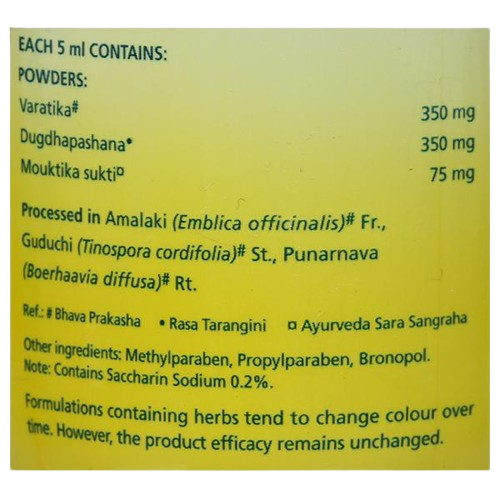 EACH 5 ml CONTAINS:
POWDERS:
Varatika# 350 mg
Dugdhapashana• 350 mg
Mouktika sukti¤ 75 mg
Processed in Amalaki (Emblica officinalis)# Fr.,
Guduchi (Tinospora cordifolia)# St., Punarnava
(Boerhaavia diffusa)# Rt.
Ref.: # Bhava Prakasha • Rasa Tarangini ¤ Ayurveda Sara Sangraha
Other ingredients: Methylparaben, Propylparaben, Bronopol.
Note: Contains Saccharin Sodium 0.2%.
Formulations containing herbs tend to change colour over
time. However, the product efficacy remains unchanged.